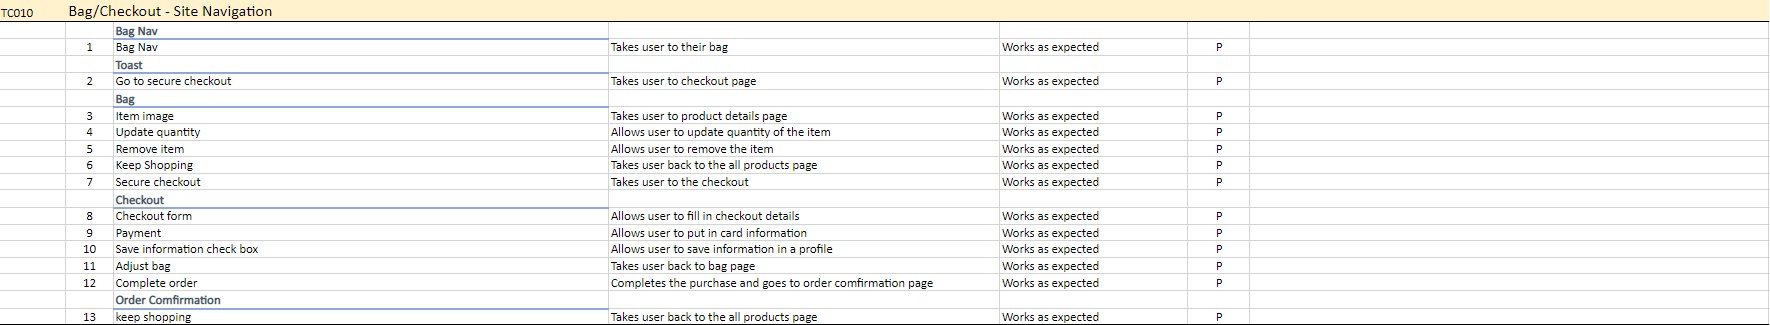 TC010 Bag/Checkout - Site Navigation
Bag Nav
1 Bag Nav Takes user to their bag Works as expected P
Toast
2 Go to secure checkout Takes user to checkout page Works as expected P
Bag
3 Item image Takes user to product details page Works as expected P
4 Update quantity Allows user to update quantity of the item Works as expected P
5 Remove item Allows user to remove the item Works as expected P
6 Keep Shopping Takes user back to the all products page Works as expected P
7 Secure checkout Takes user to the checkout Works as expected P
Checkout
8 Checkout form Allows user to fill in checkout details Works as expected P
9 Payment Allows user to put in card information Works as expected P
10 Save information check box Allows user to save information in a profile Works as expected P
11 Adjust bag Takes user back to bag page Works as expected P
12 Complete order Completes the purchase and goes to order comfirmation page Works as expected P
Order Comfirmation
13 keep shopping Takes user back to the all products page Works as expected P